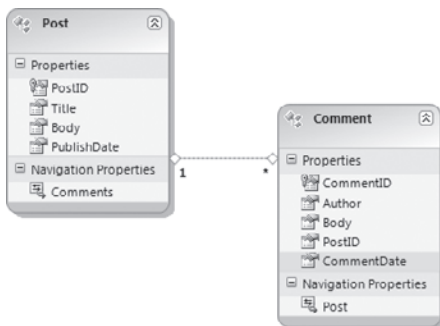 Post
Properties
PostID
Title
Body
PublishDate
Navigation Properties
Comments
1
*
Comment
Properties
CommentID
Author
Body
PostID
CommentDate
Navigation Properties
Post